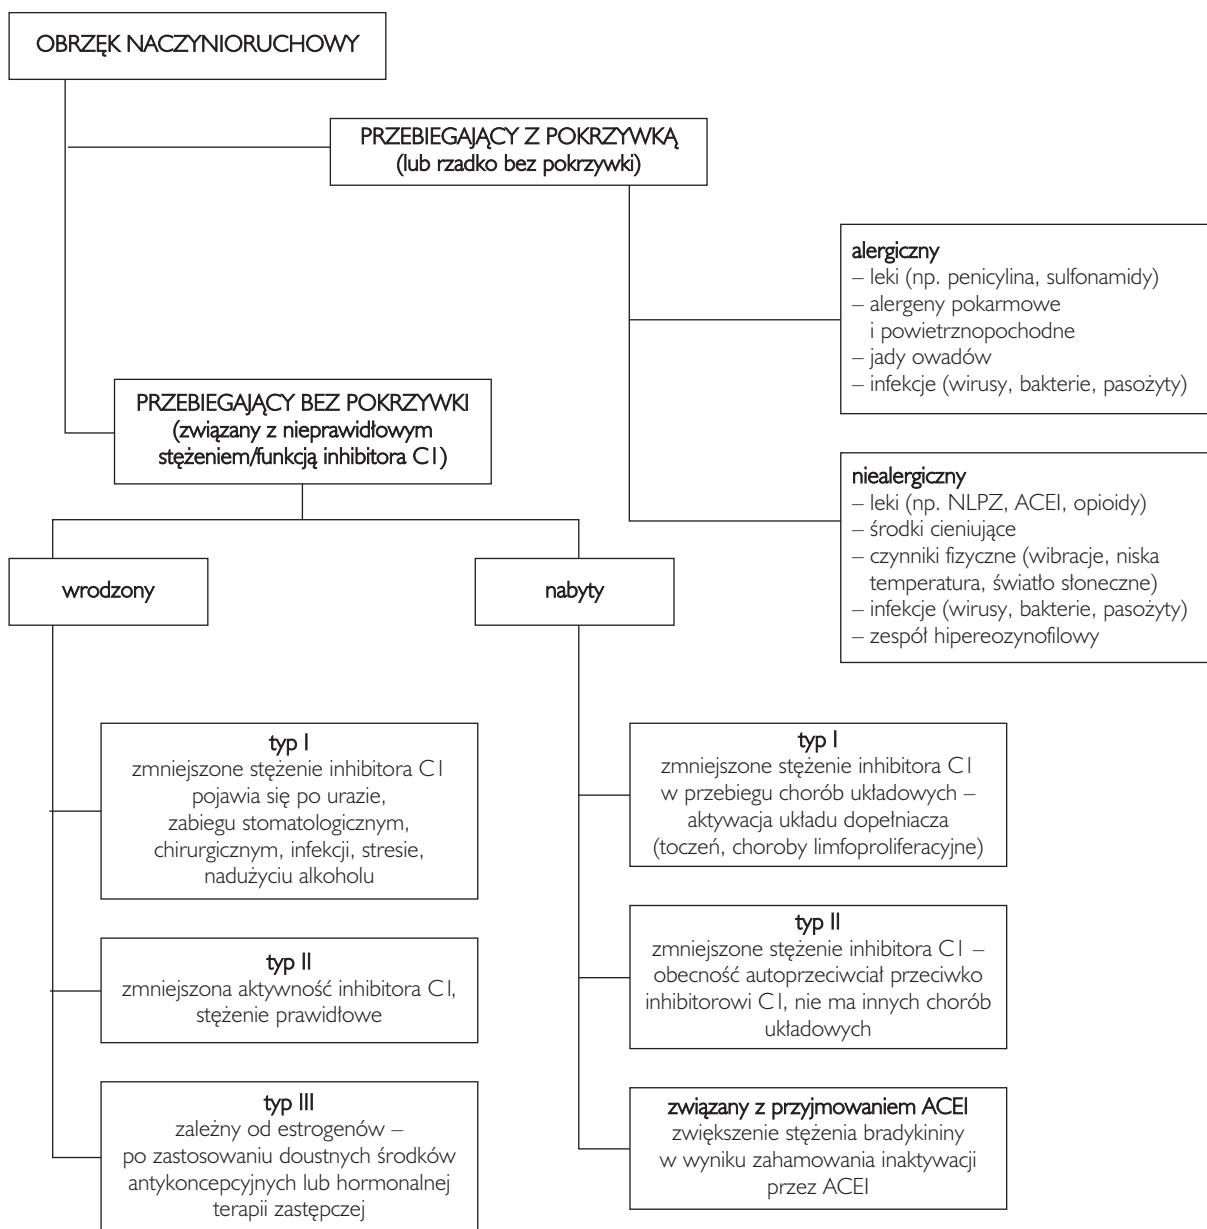 OBRZĘK NACZYNIORUCHOWY
PRZEBIEGAJĄCY Z POKRZYWKĄ
(lub rzadko bez pokrzywki)
alergiczny
– leki (np. penicylina, sulfonamidy)
– alergeny pokarmowe
i powietrznopochodne
– jady owadów
– infekcje (wirusy, bakterie, pasożyty)
PRZEBIEGAJĄCY BEZ POKRZYWKI
(związany z nieprawidłowym
stężeniem/funkcją inhibitora C1)
niealergiczny
– leki (np. NLPZ, ACEI, opioidy)
– środki cieniujące
– czynniki fizyczne (wibracje, niska
temperatura, światło słoneczne)
– infekcje (wirusy, bakterie, pasożyty)
– zespół hipereozynofilowy
wrodzony
nabyty
typ I
zmniejszone stężenie inhibitora C1
pojawia się po urazie,
zabiegu stomatologicznym,
chirurgicznym, infekcji, stresie,
nadużyciu alkoholu
typ I
zmniejszone stężenie inhibitora C1
w przebiegu chorób układowych –
aktywacja układu dopełniacza
(toczeń, choroby limfoproliferacyjne)
typ II
zmniejszona aktywność inhibitora C1,
stężenie prawidłowe
typ II
zmniejszone stężenie inhibitora C1 –
obecność autoprzeciwciał przeciwko
inhibitorowi C1, nie ma innych chorób
układowych
typ III
zależny od estrogenów –
po zastosowaniu doustnych środków
antykoncepcyjnych lub hormonalnej
terapii zastępczej
związany z przyjmowaniem ACEI
zwiększenie stężenia bradykininy
w wyniku zahamowania inaktywacji
przez ACEI